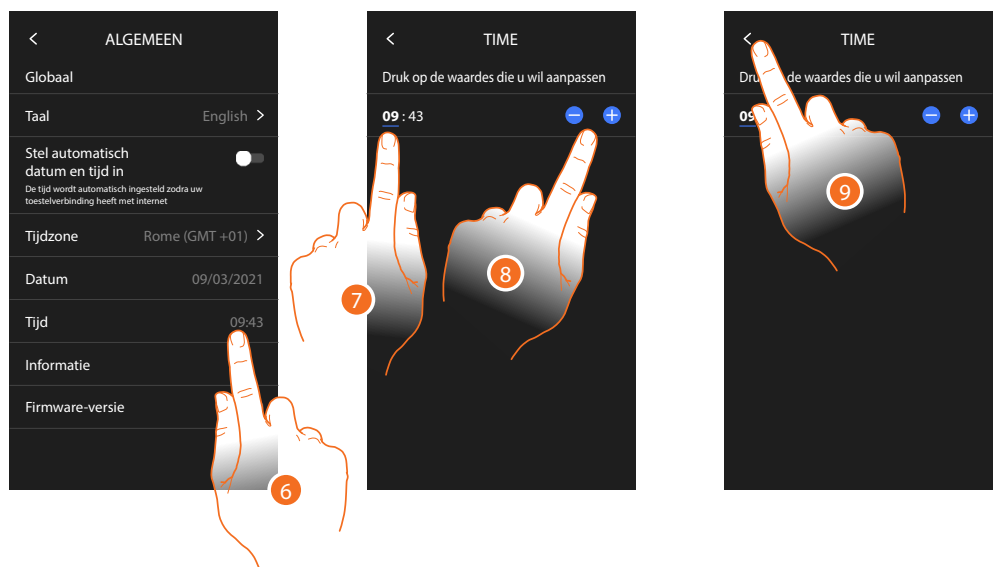 ALGEMEEN
Globaal
Taal English
Stel automatisch
datum en tijd in
De tijd wordt automatisch ingesteld zodra uw
toestelverbinding heeft met internet
Tijdzone Rome (GMT +01)
Datum 09/03/2021
Tijd 09:43
Informatie
Firmware-versie
6
TIME
Druk op de waardes die u wil aanpassen
09 : 43
7
8
TIME
Dru de waardes die u wil aanpassen
09
9